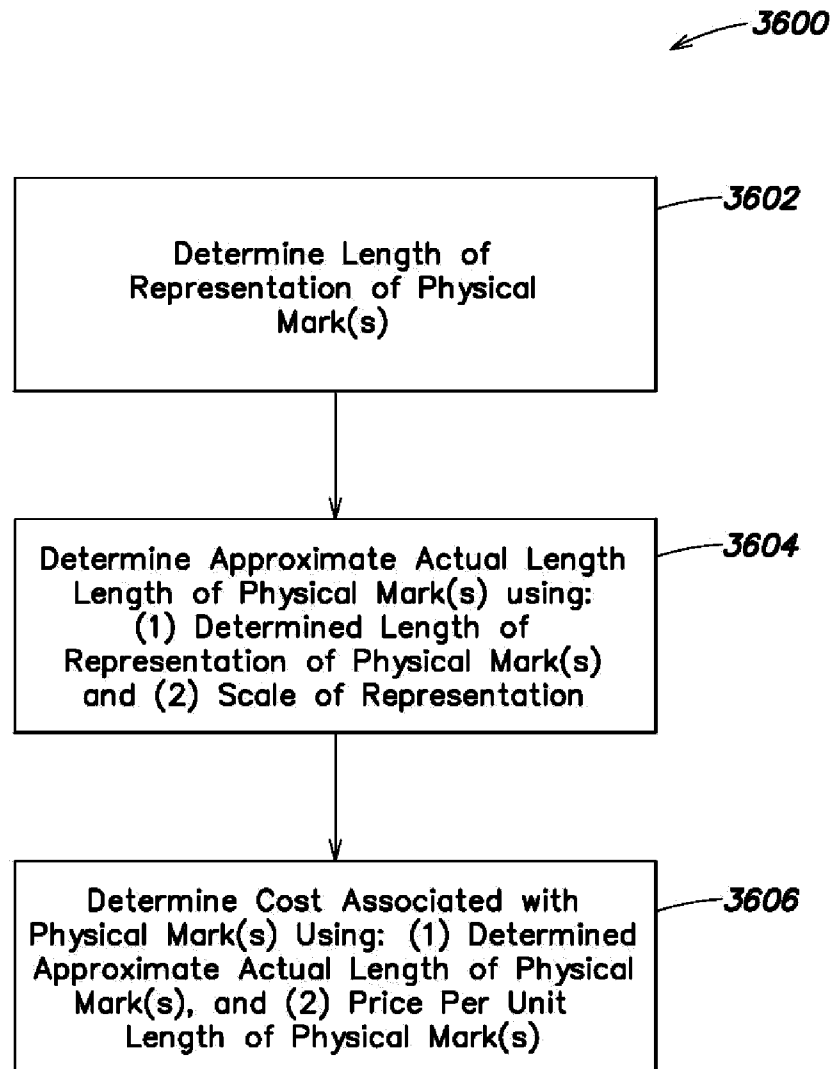 3600
3602
Determine Length of
Representation of Physical
Mark(s)
3604
Determine Approximate Actual Length
Length of Physical Mark(s) using:
(1) Determined Length of
Representation of Physical Mark(s)
and (2) Scale of Representation
3606
Determine Cost Associated with
Physical Mark(s) Using: (1) Determined
Approximate Actual Length of Physical
Mark(s), and (2) Price Per Unit
Length of Physical Mark(s)